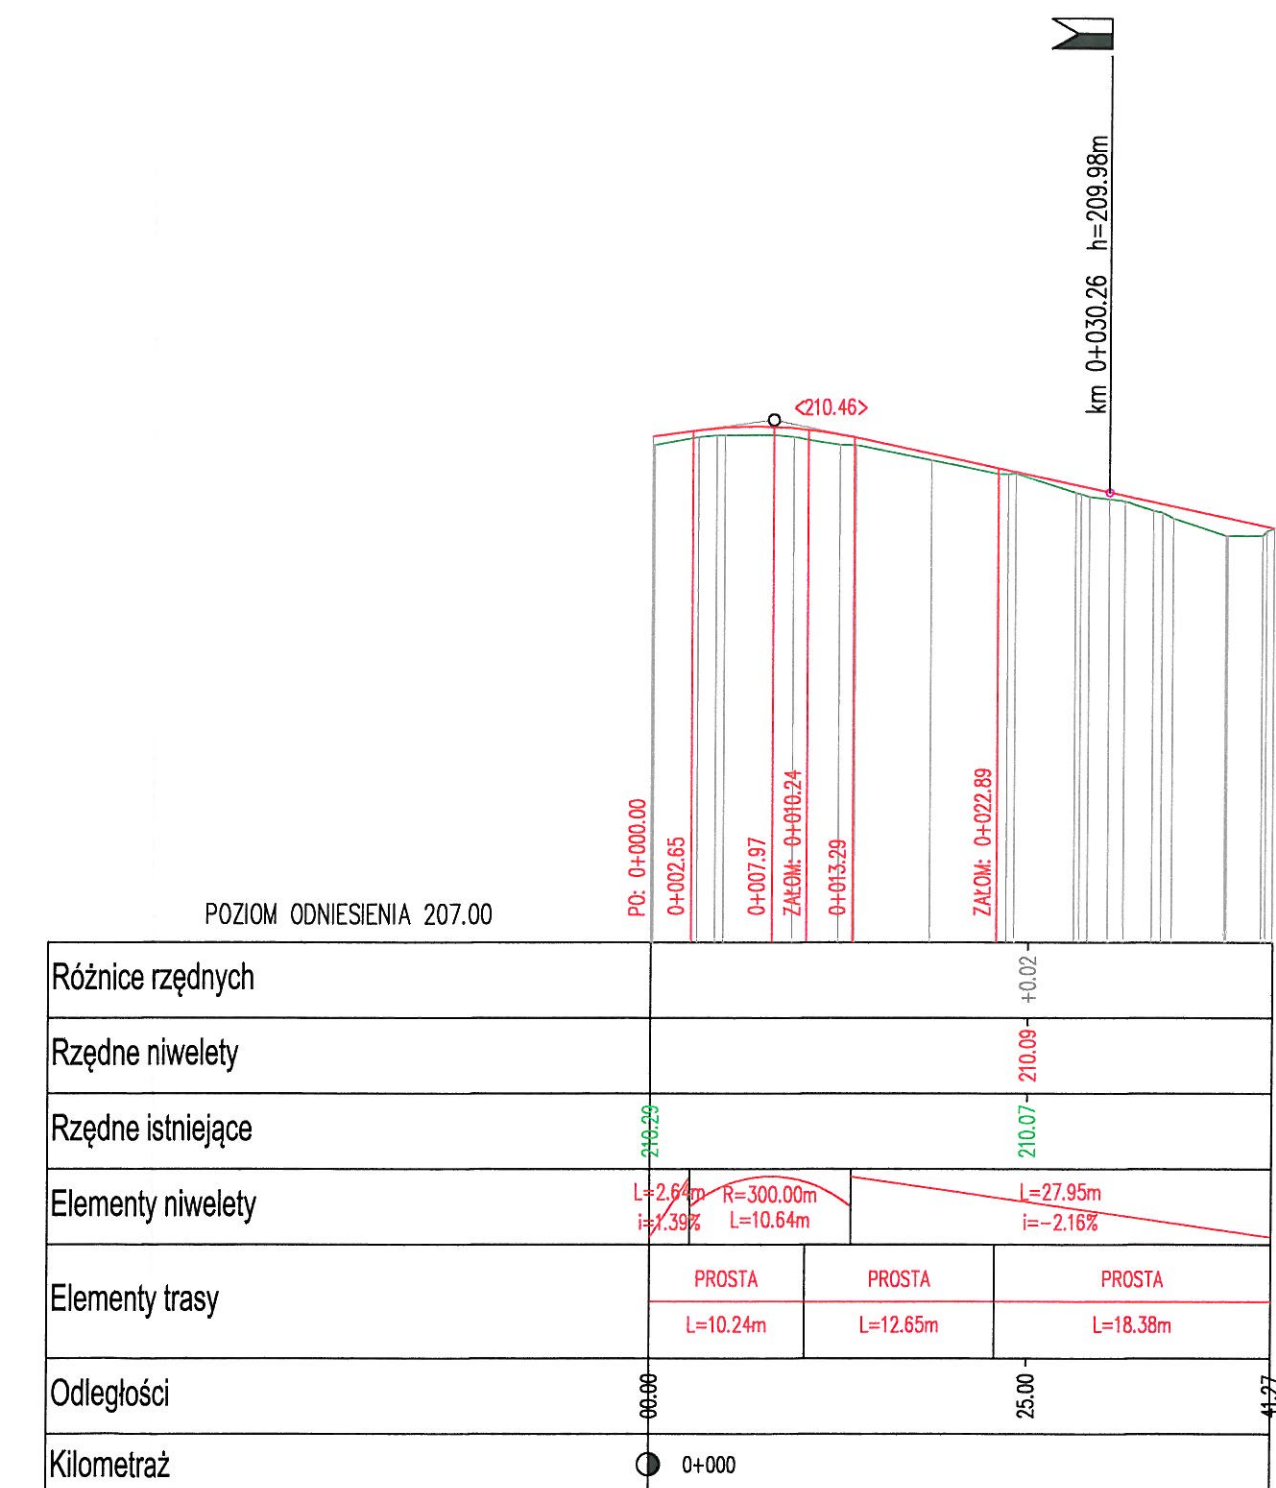 km 0+030.26 h=209.98m
<210.46>
PO: 0+000.00
0+002.65
0+007.97
ZAŁOM: 0+010.24
0+013.29
ZAŁOM: 0+022.89
POZIOM ODNIESIENIA 207.00
Różnice rzędnych
+0.02
Rzędne niwelety
210.09
Rzędne istniejące
210.29
210.07
Elementy niwelety
L=2.64m
i=1.39%
R=300.00m
L=10.64m
L=27.95m
i=-2.16%
Elementy trasy
PROSTA
L=10.24m
PROSTA
L=12.65m
PROSTA
L=18.38m
Odległości
00.00
25.00
41.27
Kilometraż
0+000